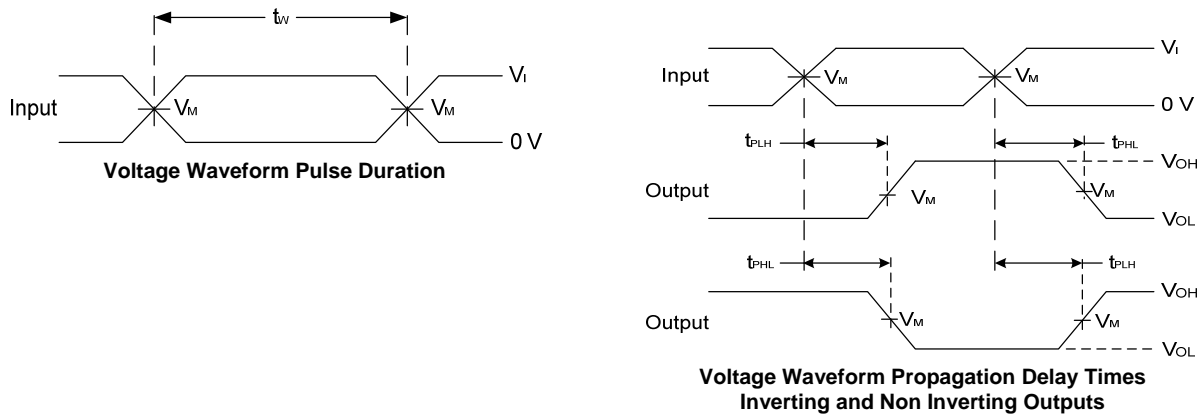 tW
Input
VM
VM
VI
0 V
Voltage Waveform Pulse Duration
Input
VM
VM
VI
0 V
tPLH
tPHL
Output
VM
VM
VOH
VOL
tPHL
tPLH
Output
VM
VM
VOH
VOL
Voltage Waveform Propagation Delay Times
Inverting and Non Inverting Outputs